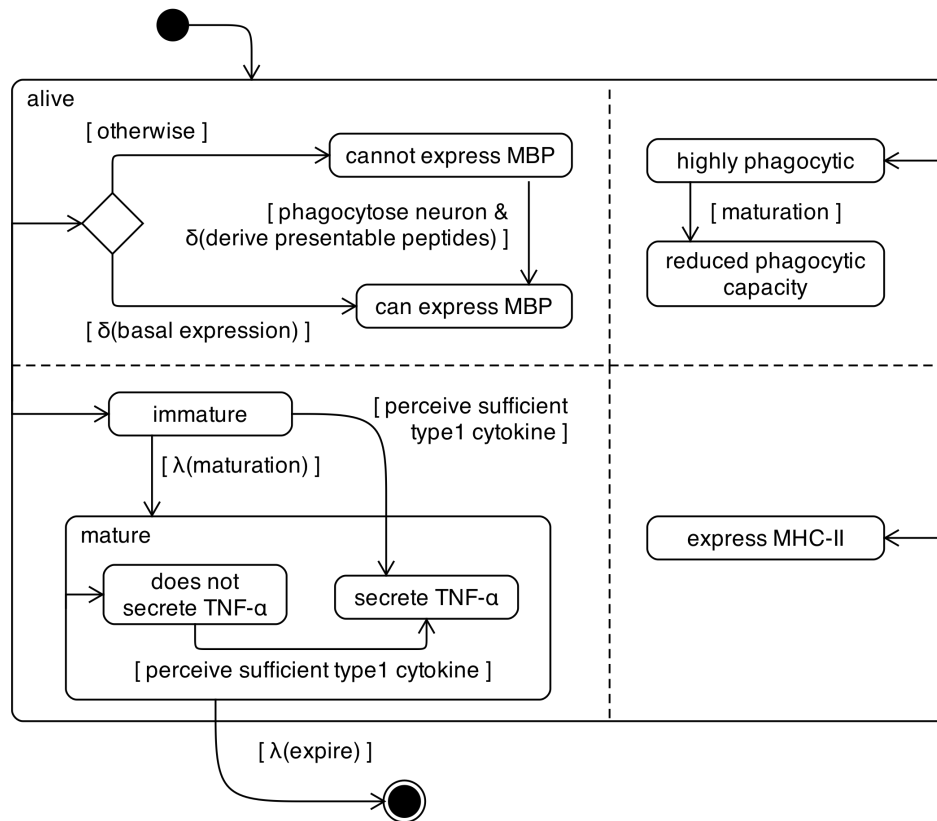 alive
[ otherwise ]
cannot express MBP
[ phagocytose neuron &
δ(derive presentable peptides) ]
can express MBP
[ δ(basal expression) ]
highly phagocytic
[ maturation ]
reduced phagocytic
capacity
immature
[ perceive sufficient
type1 cytokine ]
[ λ(maturation) ]
mature
does not
secrete TNF-α
secrete TNF-α
[ perceive sufficient type1 cytokine ]
express MHC-II
[ λ(expire) ]